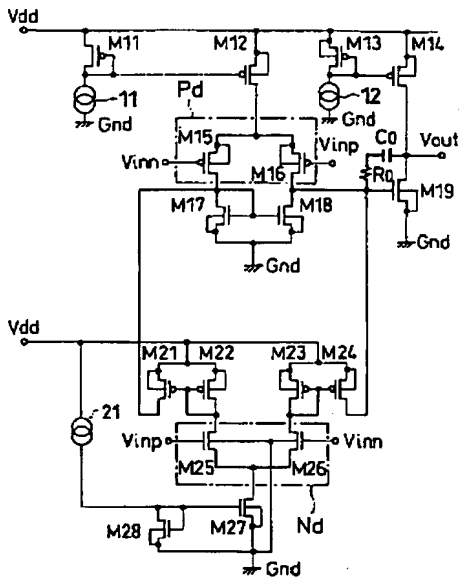 Vdd
M11 M12 M13 M14
11 Pd 12
Gnd Gnd
M15 C0 Vout
Vinn Vinp
M16 R0 M19
M17 M18
Gnd Gnd
Vdd
M21 M22 M23 M24
21
Vinp Vinn
M25 M26
M28 M27 Nd
Gnd